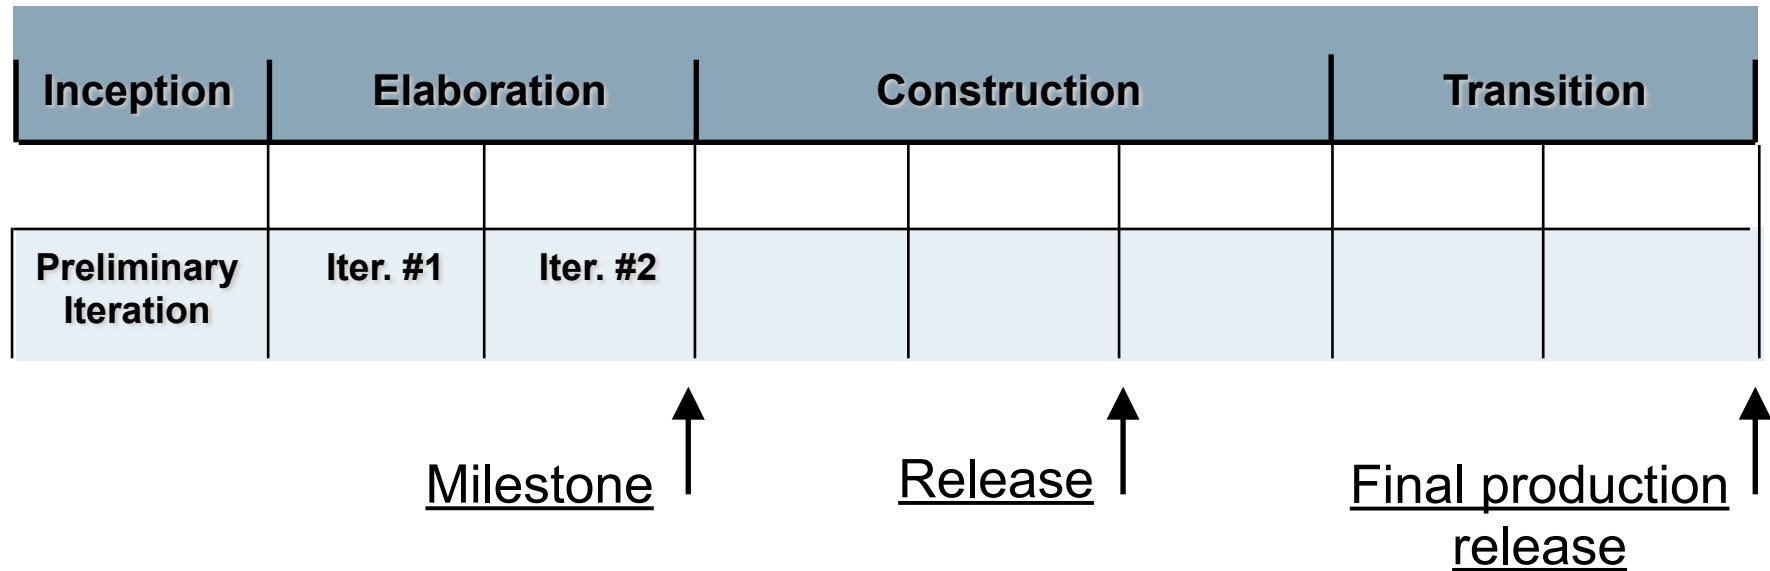 Inception Elaboration Construction Transition
Preliminary Iter. #1 Iter. #2
Iteration
Milestone Release Final production
release